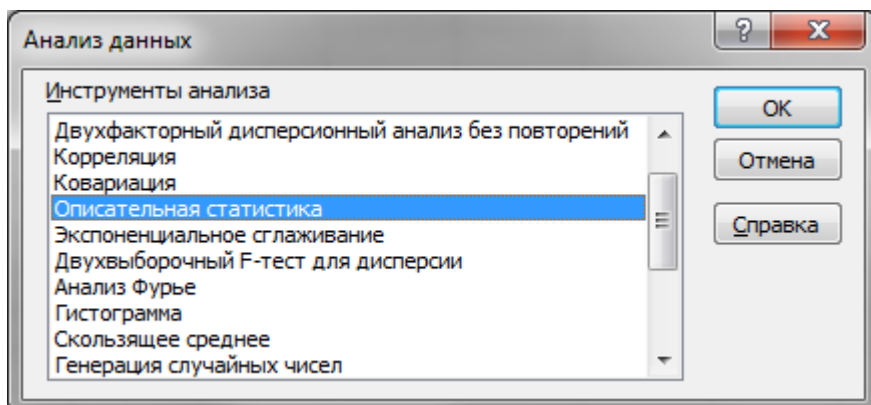 Анализ данных
Инструменты анализа
Двухфакторный дисперсионный анализ без повторений
Корреляция
Ковариация
Описательная статистика
Экспоненциальное сглаживание
Двухвыборочный F-тест для дисперсии
Анализ Фурье
Гистограмма
Скользящее среднее
Генерация случайных чисел
ОК
Отмена
Справка